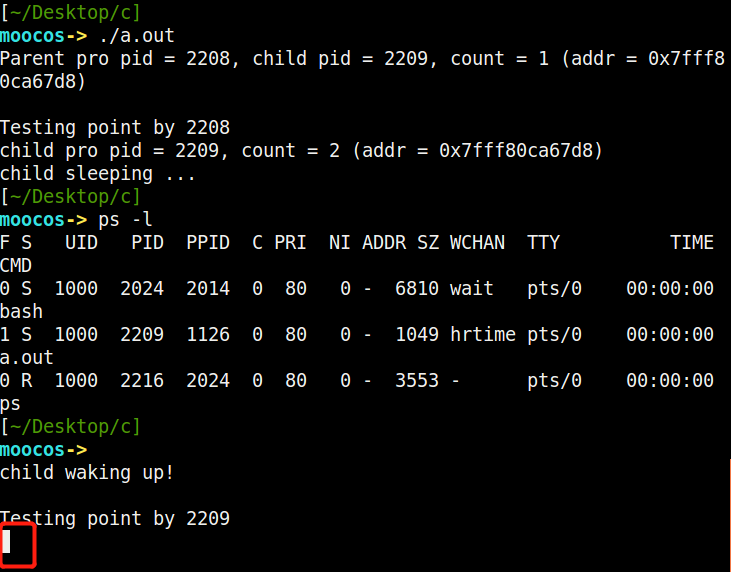 [~/Desktop/c]
moocos-> ./a.out
Parent pro pid = 2208, child pid = 2209, count = 1 (addr = 0x7fff8
0ca67d8)
Testing point by 2208
child pro pid = 2209, count = 2 (addr = 0x7fff80ca67d8)
child sleeping ...
[~/Desktop/c]
moocos-> ps -l
F S   UID   PID  PPID  C PRI  NI ADDR SZ WCHAN  TTY          TIME
CMD
0 S  1000  2024  2014  0  80   0 -  6810 wait   pts/0    00:00:00
bash
1 S  1000  2209  1126  0  80   0 -  1049 hrtime pts/0    00:00:00
a.out
0 R  1000  2216  2024  0  80   0 -  3553 -      pts/0    00:00:00
ps
[~/Desktop/c]
moocos->
child waking up!
Testing point by 2209